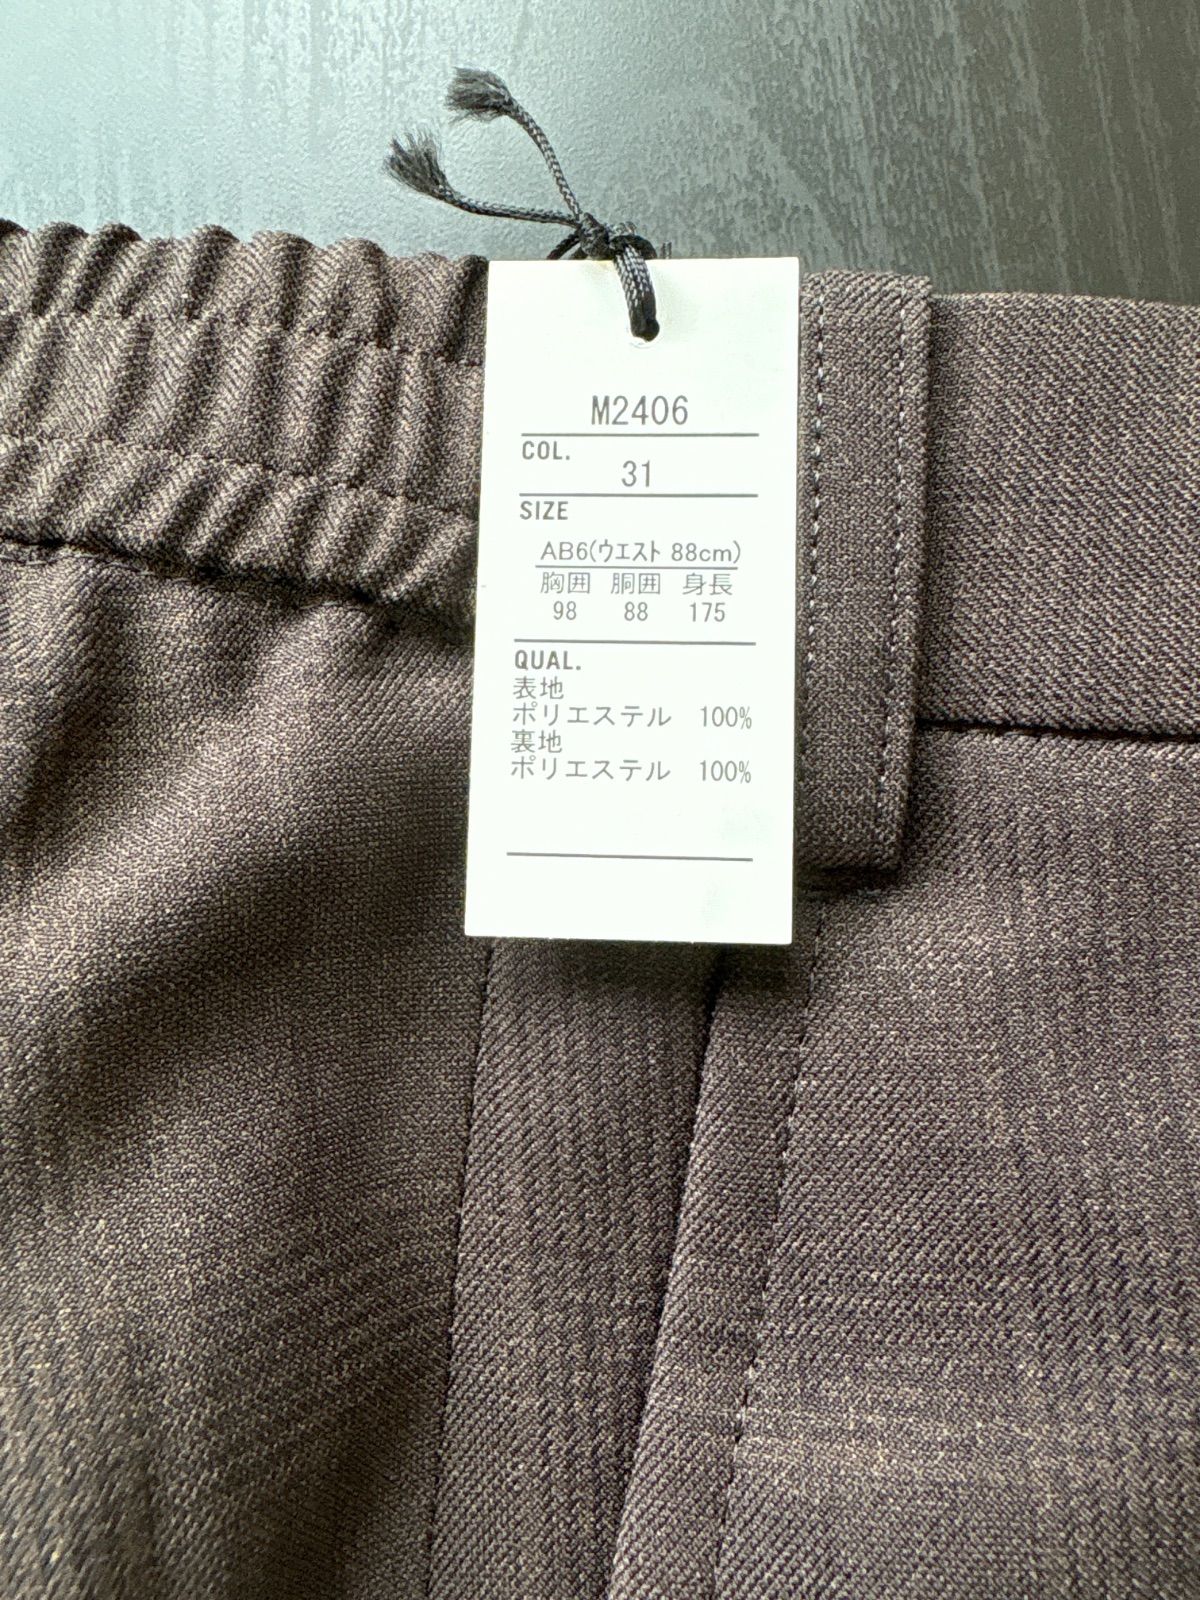 M2406
COL.
31
SIZE
AB6(ウエスト 88cm)
胸囲 胴囲 身長
98 88 175
QUAL.
表地
ポリエステル 100%
裏地
ポリエステル 100%